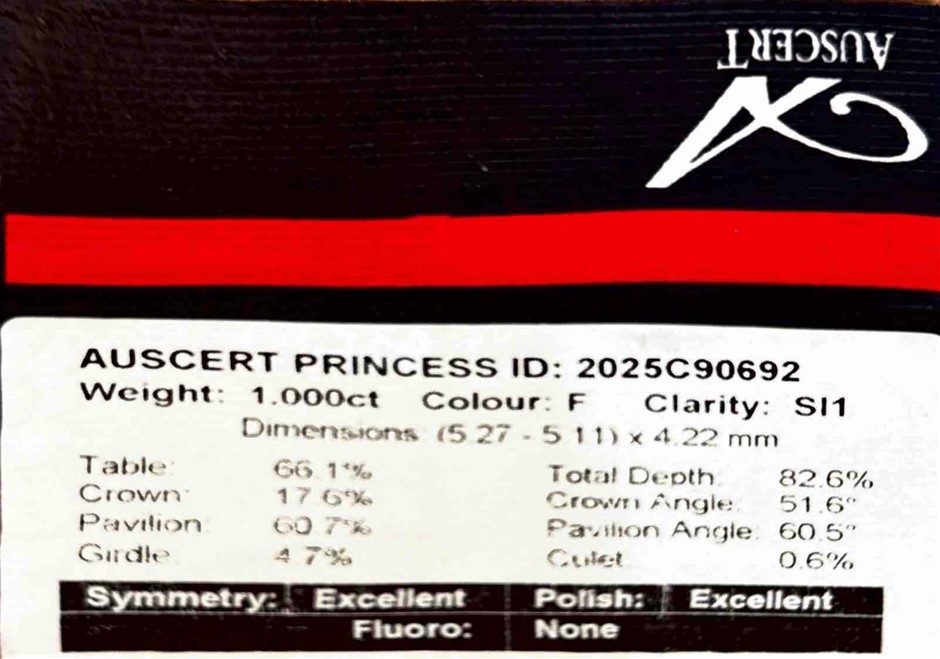 AUSCERT
AUSCERT PRINCESS ID: 2025C90692
Weight: 1.000ct Colour: F Clarity: SI1
Dimensions: (5.27 - 5.11) x 4.22 mm
Table: 66.1% Total Depth: 82.6%
Crown: 17.6% Crown Angle: 51.6°
Pavilion: 60.7% Pavilion Angle: 60.5°
Girdle: 4.7% Culet: 0.6%
Symmetry: Excellent Polish: Excellent
Fluoro: None